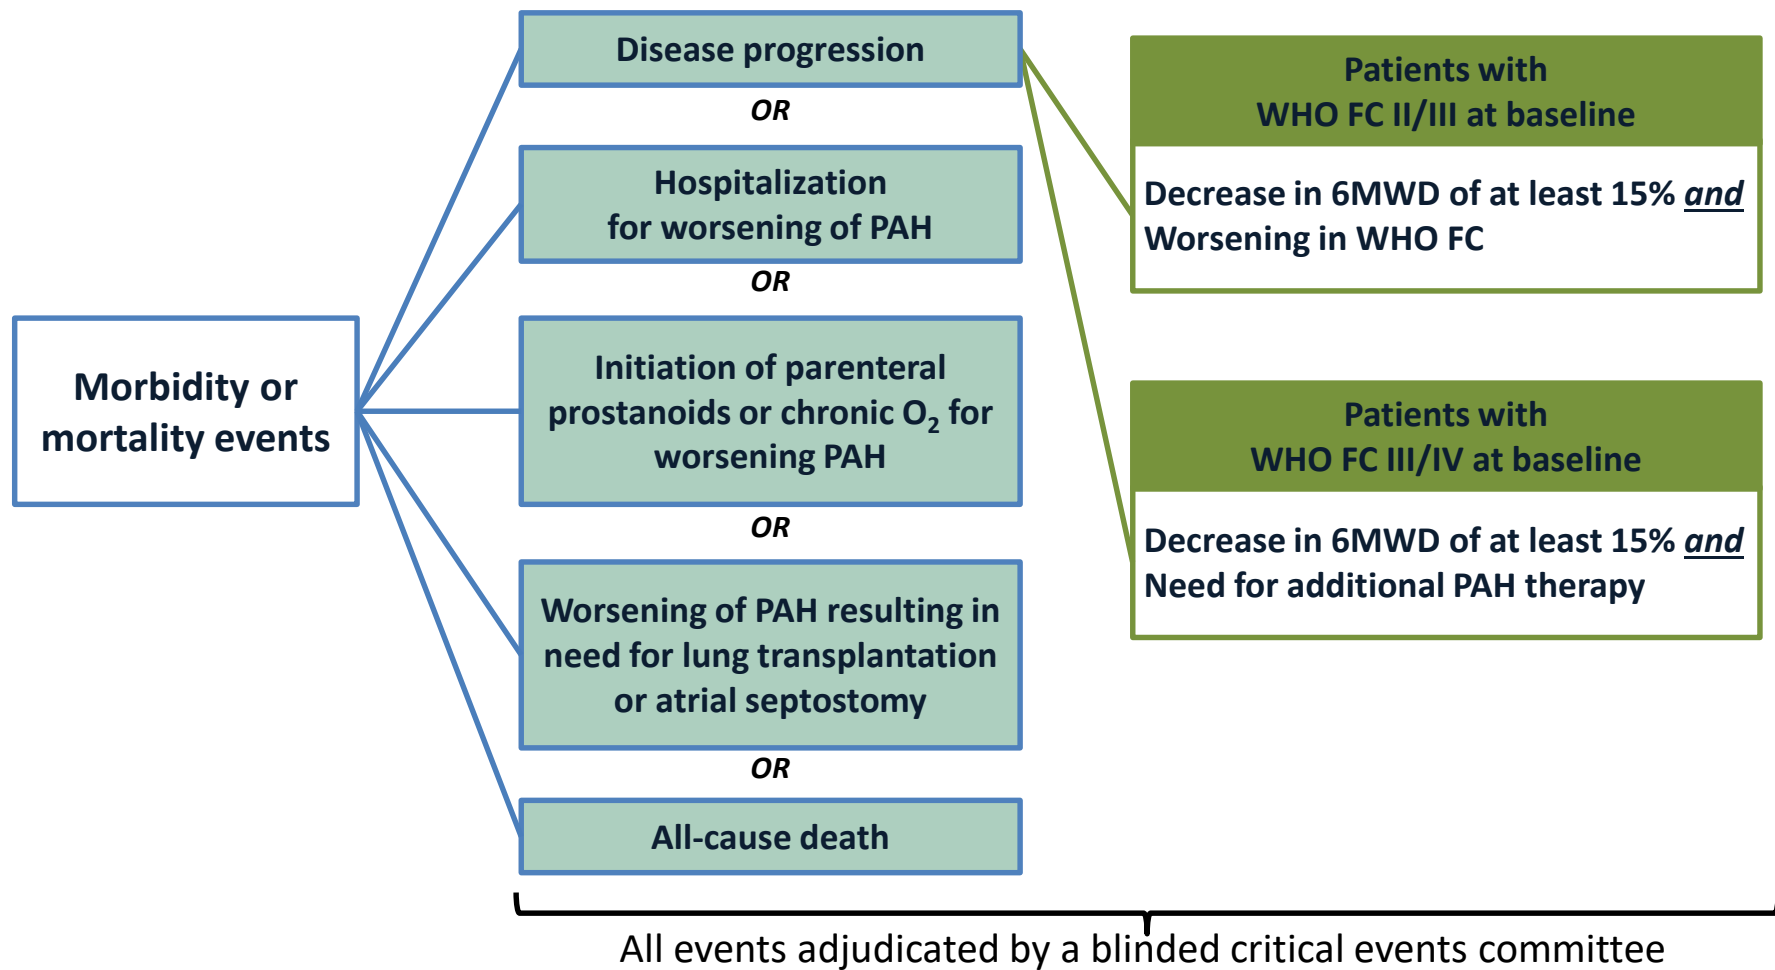 Morbidity or
mortality events
Disease progression
OR
Hospitalization
for worsening of PAH
OR
Initiation of parenteral
prostanoids or chronic O₂ for
worsening PAH
OR
Worsening of PAH resulting in
need for lung transplantation
or atrial septostomy
OR
All-cause death
Patients with
WHO FC II/III at baseline
Decrease in 6MWD of at least 15% and
Worsening in WHO FC
Patients with
WHO FC III/IV at baseline
Decrease in 6MWD of at least 15% and
Need for additional PAH therapy
All events adjudicated by a blinded critical events committee